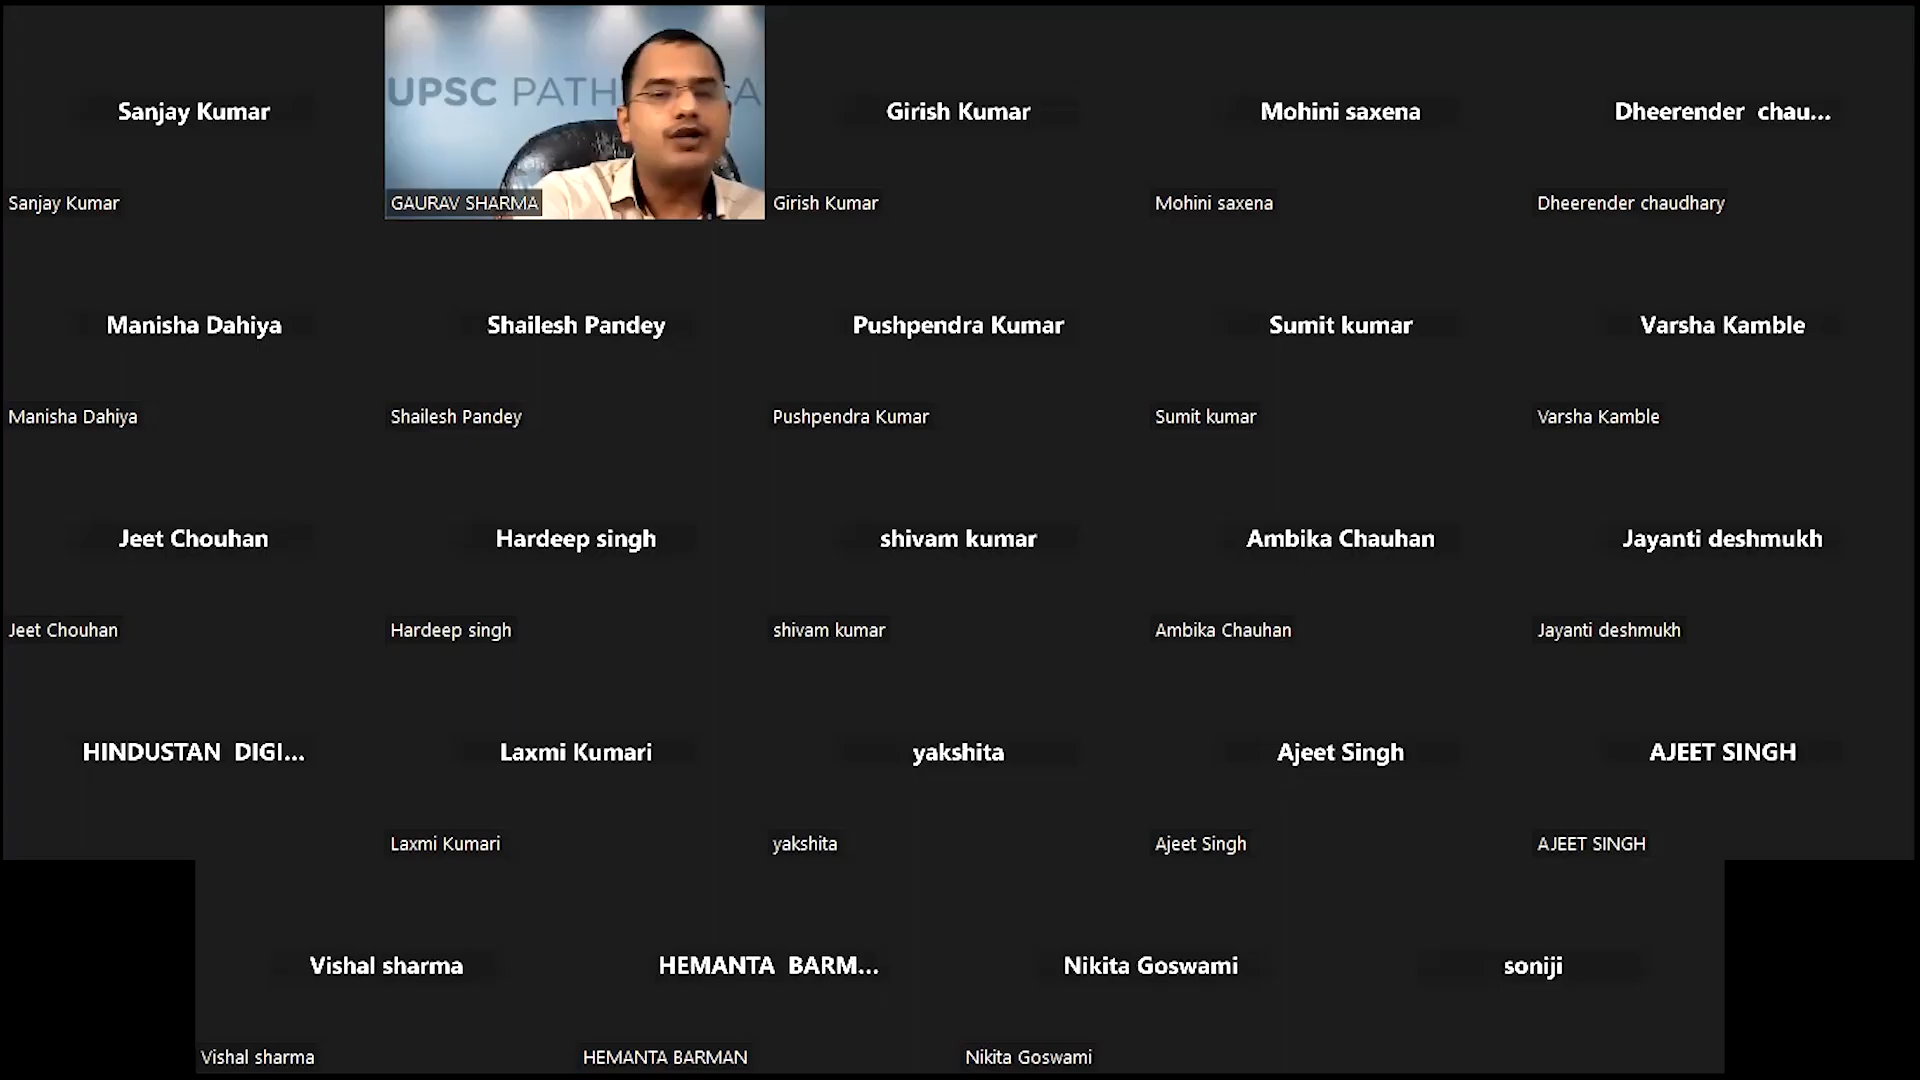 Sanjay Kumar
Sanjay Kumar
UPSC PATH
A
GAURAV SHARMA
Girish Kumar
Girish Kumar
Mohini saxena
Mohini saxena
Dheerender chau...
Dheerender chaudhary
Manisha Dahiya
Manisha Dahiya
Shailesh Pandey
Shailesh Pandey
Pushpendra Kumar
Pushpendra Kumar
Sumit kumar
Sumit kumar
Varsha Kamble
Varsha Kamble
Jeet Chouhan
Jeet Chouhan
Hardeep singh
Hardeep singh
shivam kumar
shivam kumar
Ambika Chauhan
Ambika Chauhan
Jayanti deshmukh
Jayanti deshmukh
HINDUSTAN DIGI...
Laxmi Kumari
Laxmi Kumari
yakshita
yakshita
Ajeet Singh
Ajeet Singh
AJEET SINGH
AJEET SINGH
Vishal sharma
Vishal sharma
HEMANTA BARM...
HEMANTA BARMAN
Nikita Goswami
Nikita Goswami
soniji